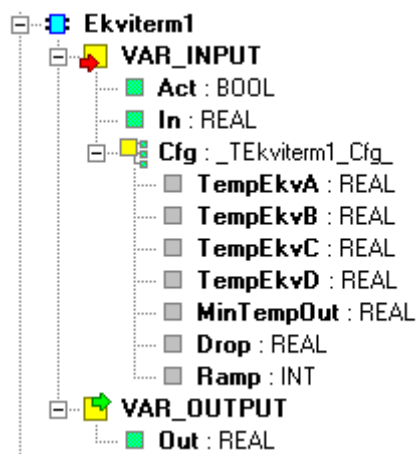 Ekviterm1
VAR_INPUT
Act : BOOL
In : REAL
Cfg : _TEkviterm1_Cfg_
TempEkvA : REAL
TempEkvB : REAL
TempEkvC : REAL
TempEkvD : REAL
MinTempOut : REAL
Drop : REAL
Ramp : INT
VAR_OUTPUT
Out : REAL